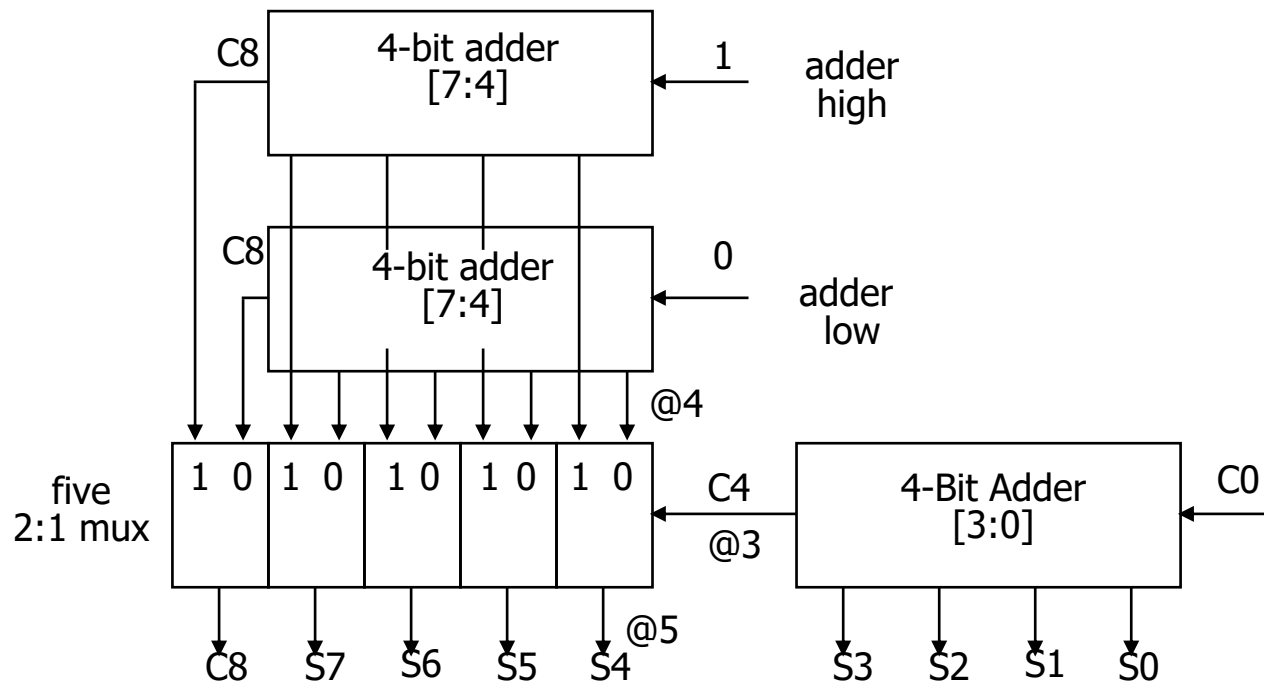 C8
4-bit adder
[7:4]
1
adder
high
C8
4-bit adder
[7:4]
0
adder
low
@4
five
2:1 mux
1 0 1 0 1 0 1 0 1 0
C4
@3
4-Bit Adder
[3:0]
C0
@5
C8 S7 S6 S5 S4 S3 S2 S1 S0